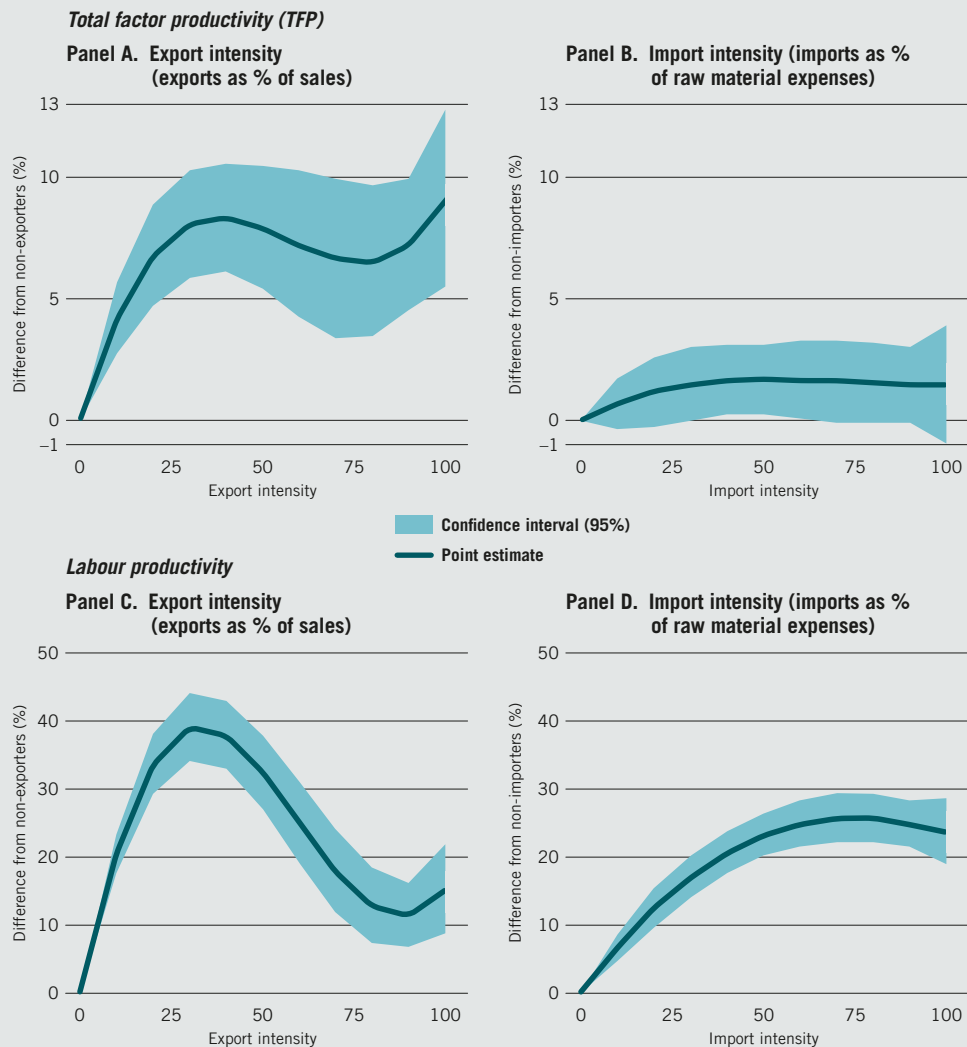 Total factor productivity (TFP)
Panel A. Export intensity
(exports as % of sales)
13
10
5
0
–1
Difference from non-exporters (%)
0 25 50 75 100
Export intensity
Panel B. Import intensity (imports as %
of raw material expenses)
13
10
5
0
–1
Difference from non-importers (%)
0 25 50 75 100
Import intensity
Confidence interval (95%)
Point estimate
Labour productivity
Panel C. Export intensity
(exports as % of sales)
50
40
30
20
10
0
Difference from non-exporters (%)
0 25 50 75 100
Export intensity
Panel D. Import intensity (imports as %
of raw material expenses)
50
40
30
20
10
0
Difference from non-importers (%)
0 25 50 75 100
Import intensity